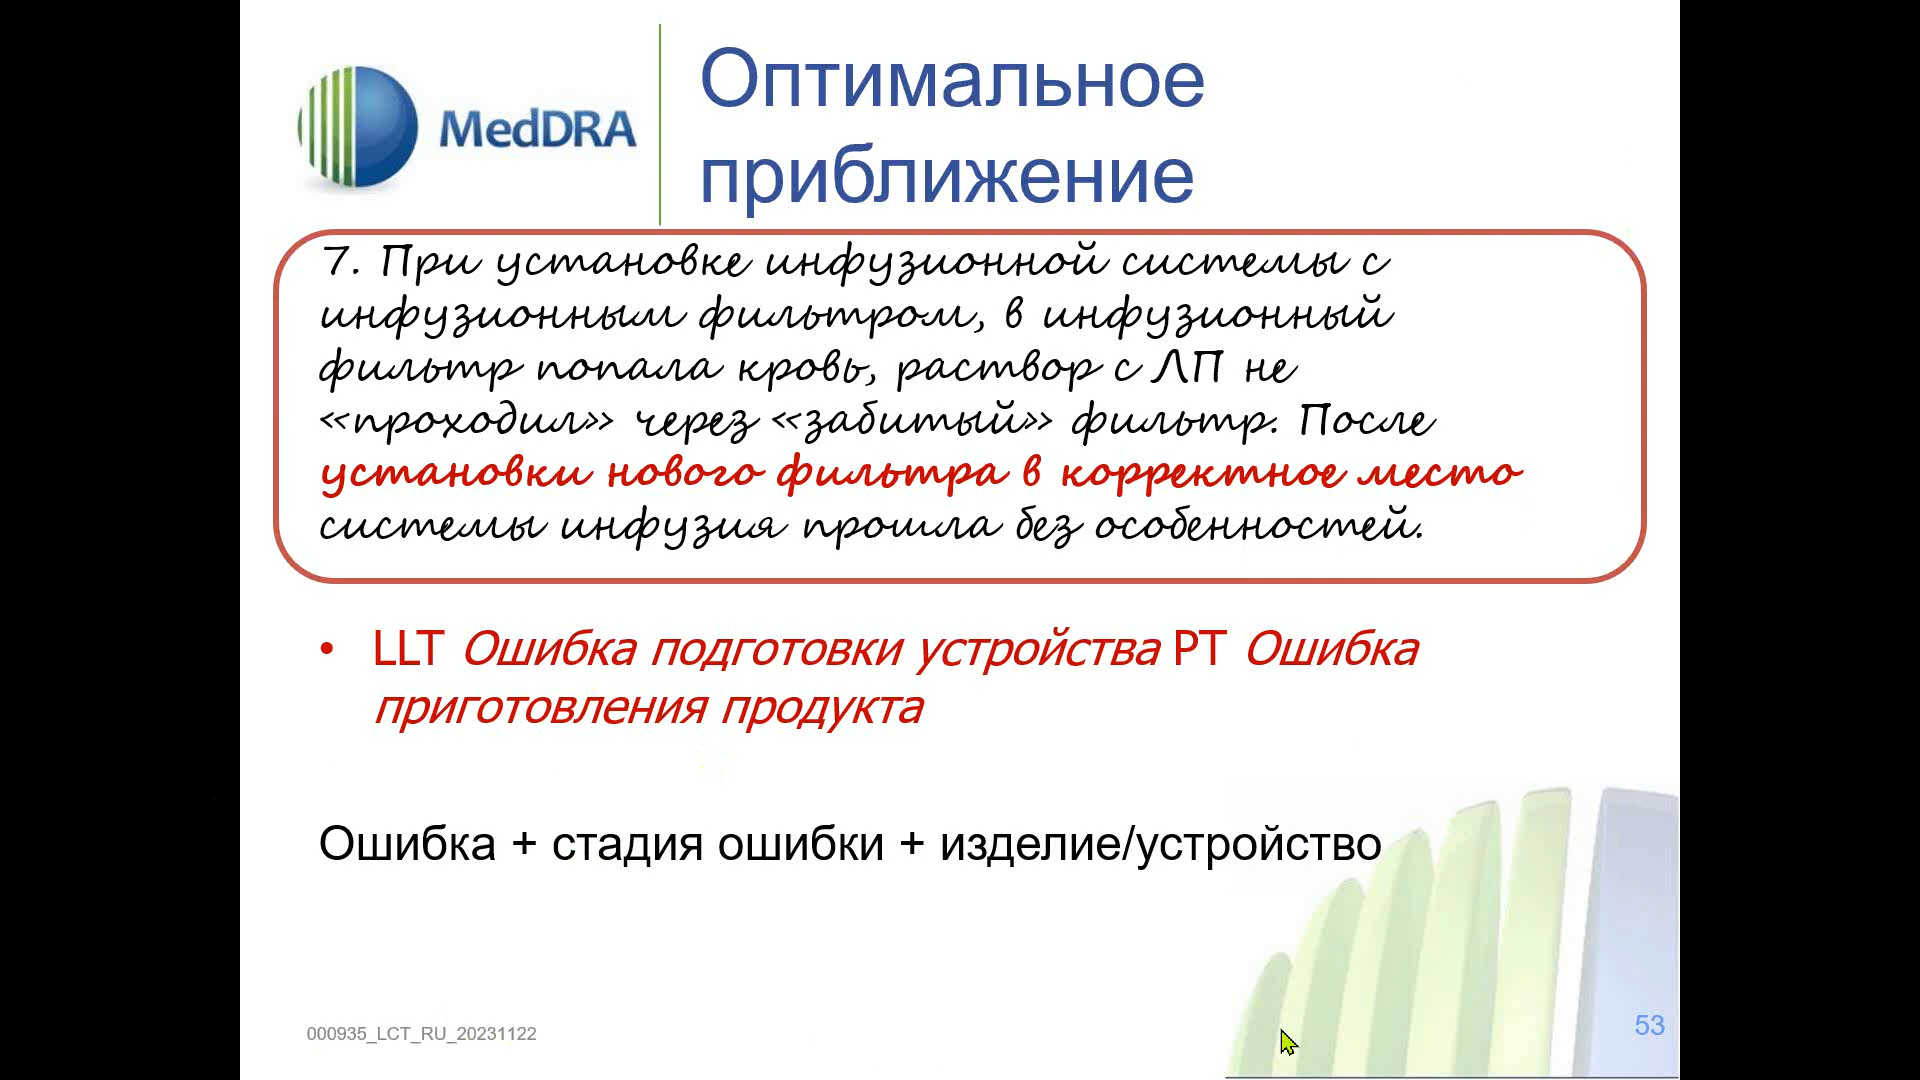 MedDRA
Оптимальное
приближение
7. При установке инфузионной системы с
инфузионным фильтром, в инфузионный
фильтр попала кровь, раствор с ЛП не
«проходил» через «забитый» фильтр. После
установки нового фильтра в корректное место
системы инфузия прошла без особенностей.
• LLT Ошибка подготовки устройства PT Ошибка
приготовления продукта
Ошибка + стадия ошибки + изделие/устройство
000935_LCT_RU_20231122
53